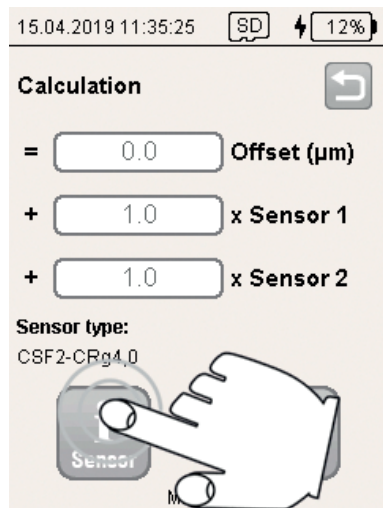 15.04.2019 11:35:25 SD 12%
Calculation
= 0.0 Offset (µm)
+ 1.0 x Sensor 1
+ 1.0 x Sensor 2
Sensor type:
CSF2-CRg4,0
Sensor